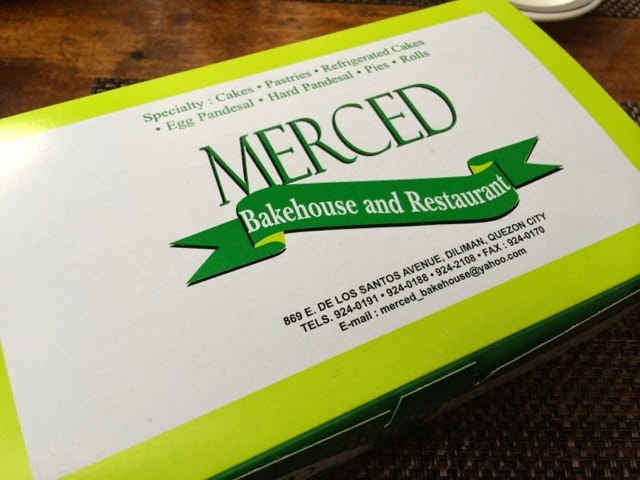 Specialty : Cakes • Pastries • Refrigerated Cakes
• Egg Pandesal • Hard Pandesal • Pies • Rolls
MERCED
Bakehouse and Restaurant
869 E. DE LOS SANTOS AVENUE, DILIMAN, QUEZON CITY
TELS. 924-0191 • 924-0188 • 924-2108 • FAX : 924-0170
E-mail : merced_bakehouse@yahoo.com